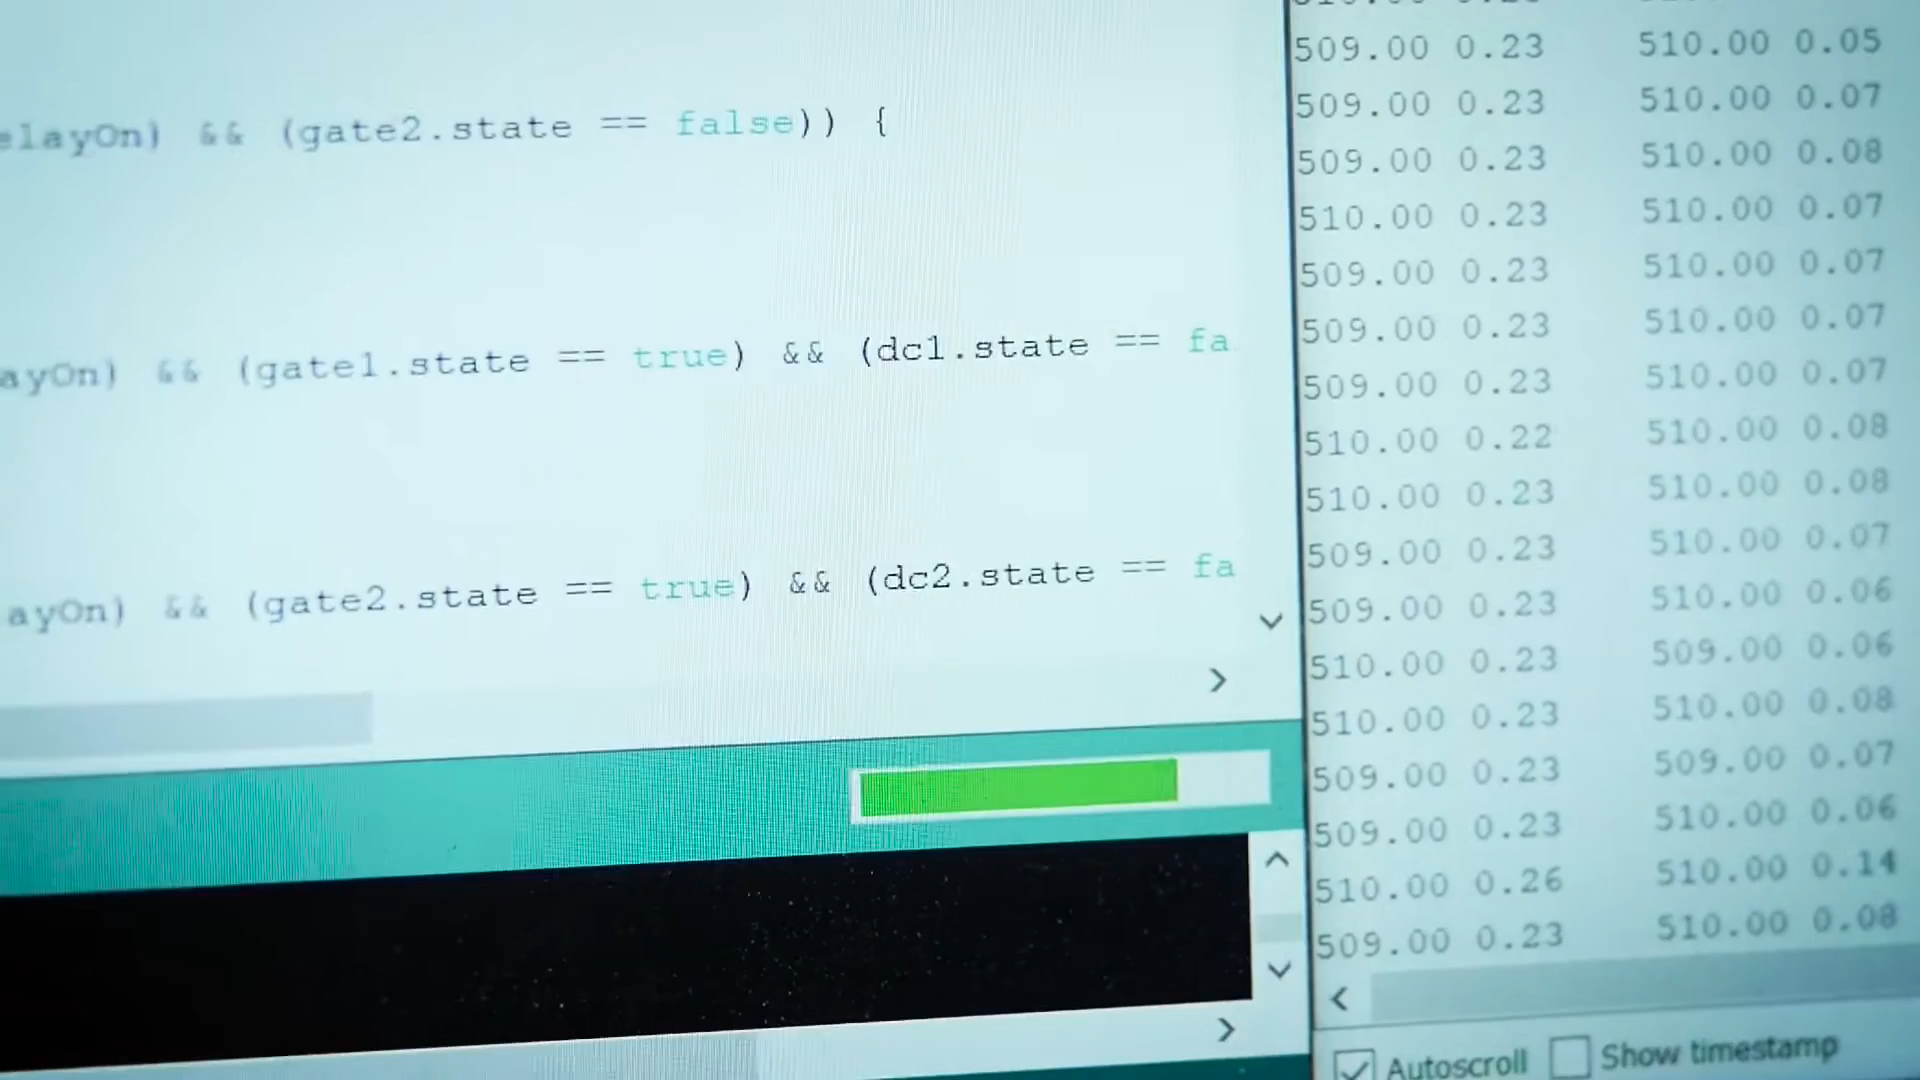 elayOn) && (gate2.state == false)) {
ayOn) && (gate1.state == true) && (dc1.state == fa
ayOn) && (gate2.state == true) && (dc2.state == fa
509.00 0.23 510.00 0.05
509.00 0.23 510.00 0.07
509.00 0.23 510.00 0.08
510.00 0.23 510.00 0.07
509.00 0.23 510.00 0.07
509.00 0.23 510.00 0.07
509.00 0.23 510.00 0.07
510.00 0.22 510.00 0.08
510.00 0.23 510.00 0.08
509.00 0.23 510.00 0.07
509.00 0.23 510.00 0.06
510.00 0.23 509.00 0.06
510.00 0.23 510.00 0.08
509.00 0.23 509.00 0.07
509.00 0.23 510.00 0.06
510.00 0.26 510.00 0.14
509.00 0.23 510.00 0.08
Autoscroll Show timestamp